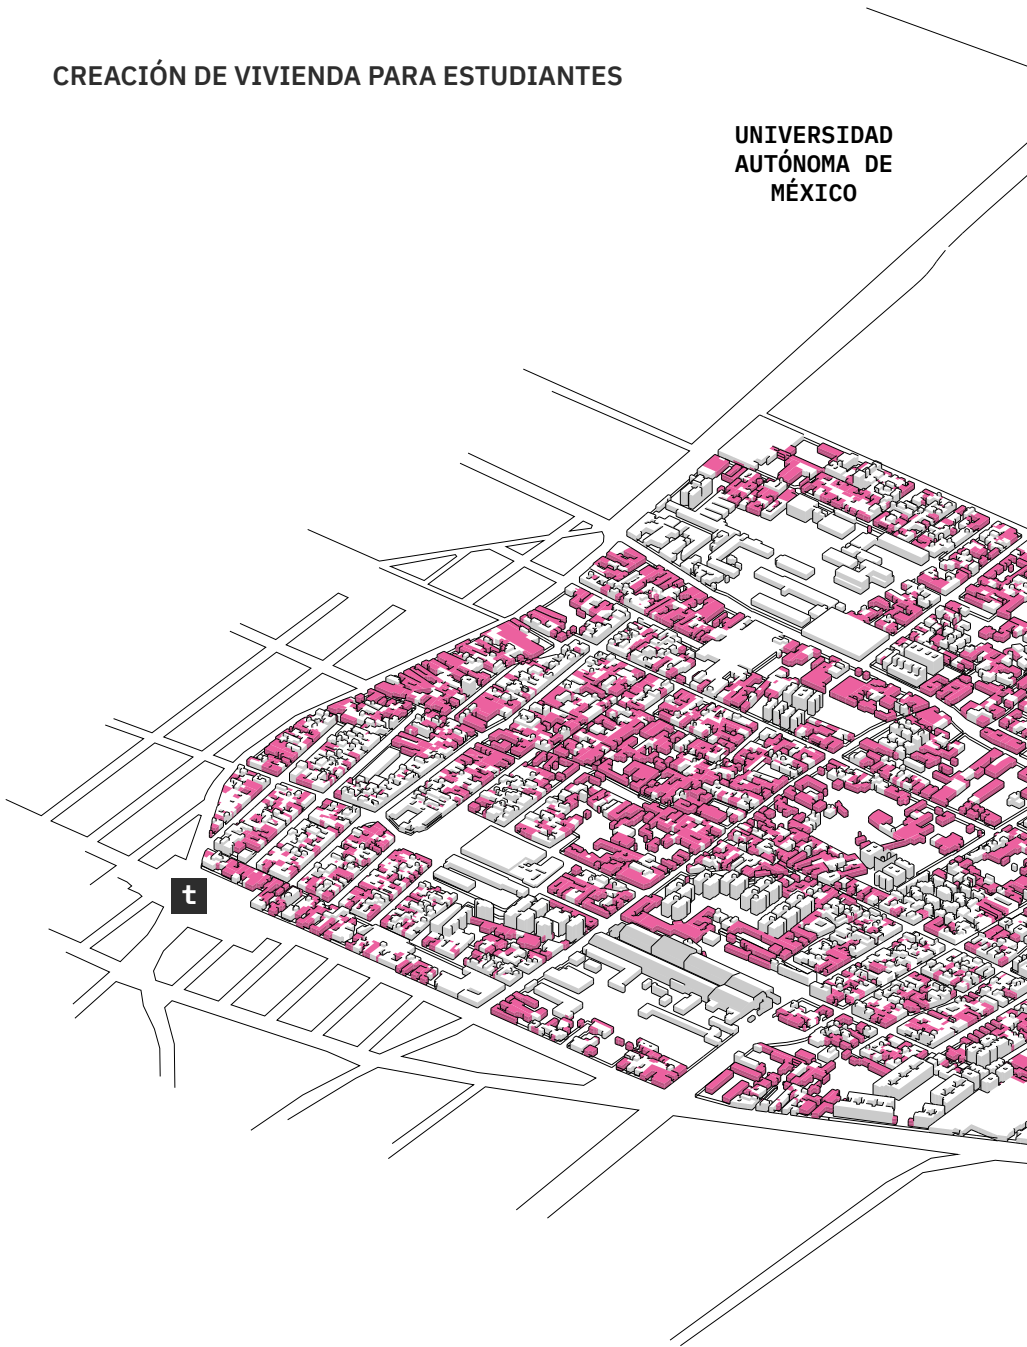 CREACIÓN DE VIVIENDA PARA ESTUDIANTES
UNIVERSIDAD
AUTÓNOMA DE
MÉXICO
t